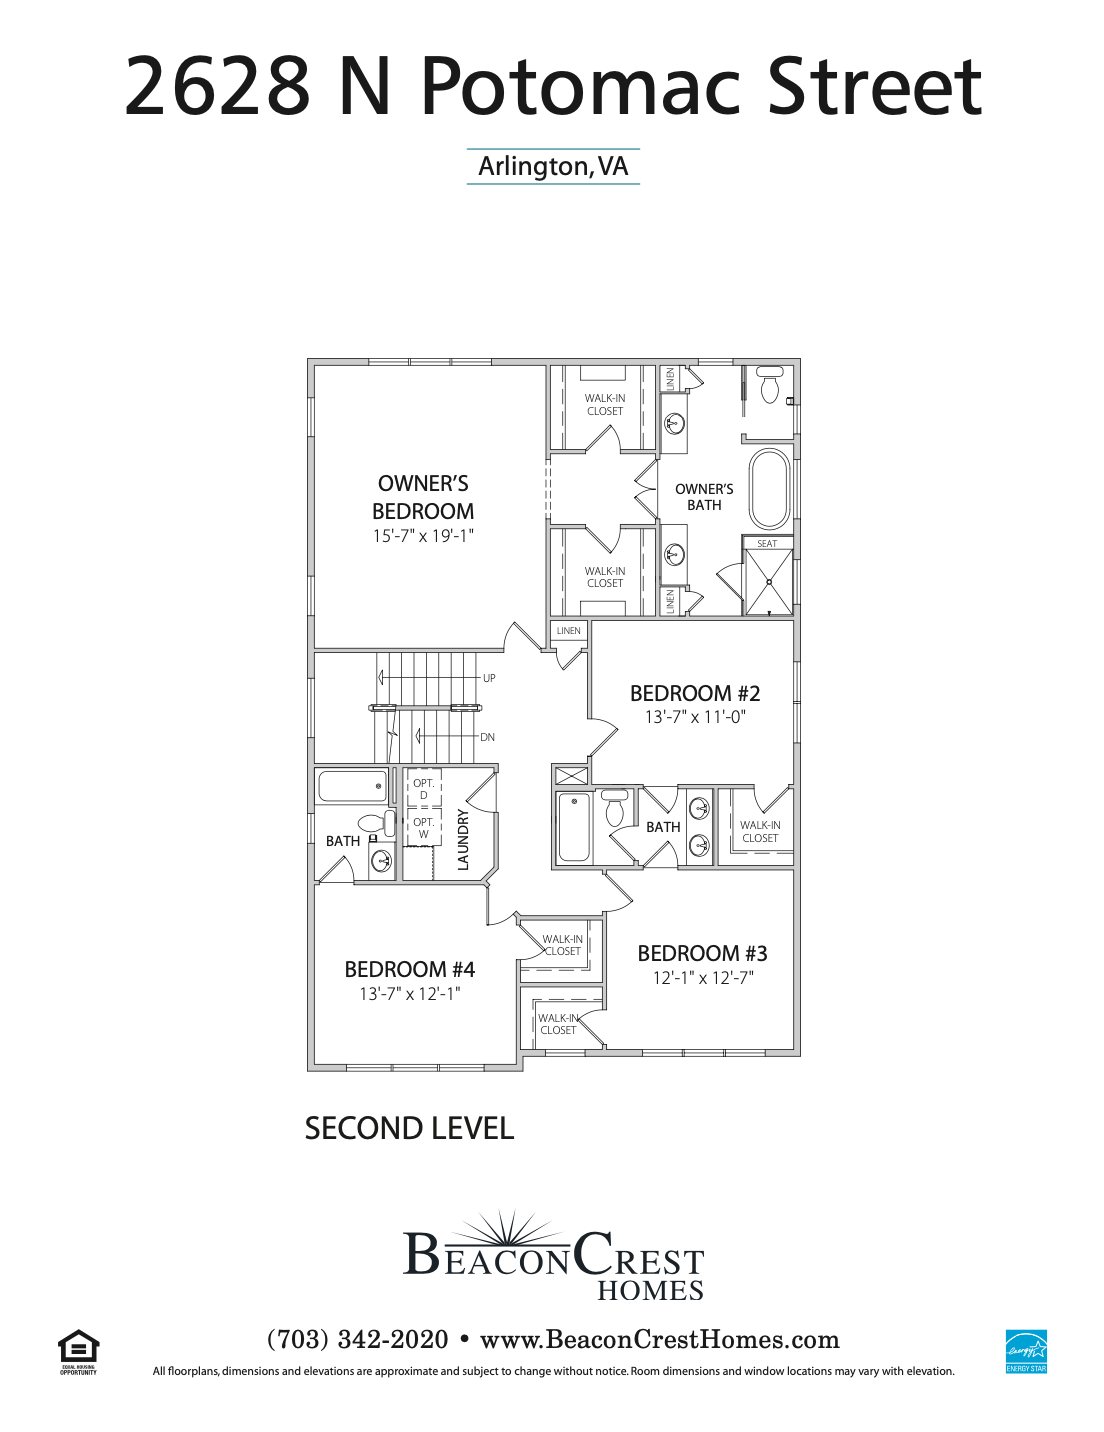 2628 N Potomac Street
Arlington, VA
LINEN
WALK-IN
CLOSET
OWNER'S
BEDROOM
15'-7" x 19'-1"
OWNER'S
BATH
SEAT
WALK-IN
CLOSET
LINEN
LINEN
UP
DN
BEDROOM #2
13'-7" x 11'-0"
OPT.
D
OPT.
W
LAUNDRY
BATH
BATH
WALK-IN
CLOSET
WALK-IN
CLOSET
BEDROOM #3
12'-1" x 12'-7"
BEDROOM #4
13'-7" x 12'-1"
WALK-IN
CLOSET
SECOND LEVEL
BEACONCREST
HOMES
(703) 342-2020 • www.BeaconCrestHomes.com
EQUAL HOUSING
OPPORTUNITY
All floorplans, dimensions and elevations are approximate and subject to change without notice. Room dimensions and window locations may vary with elevation.
energy
ENERGY STAR